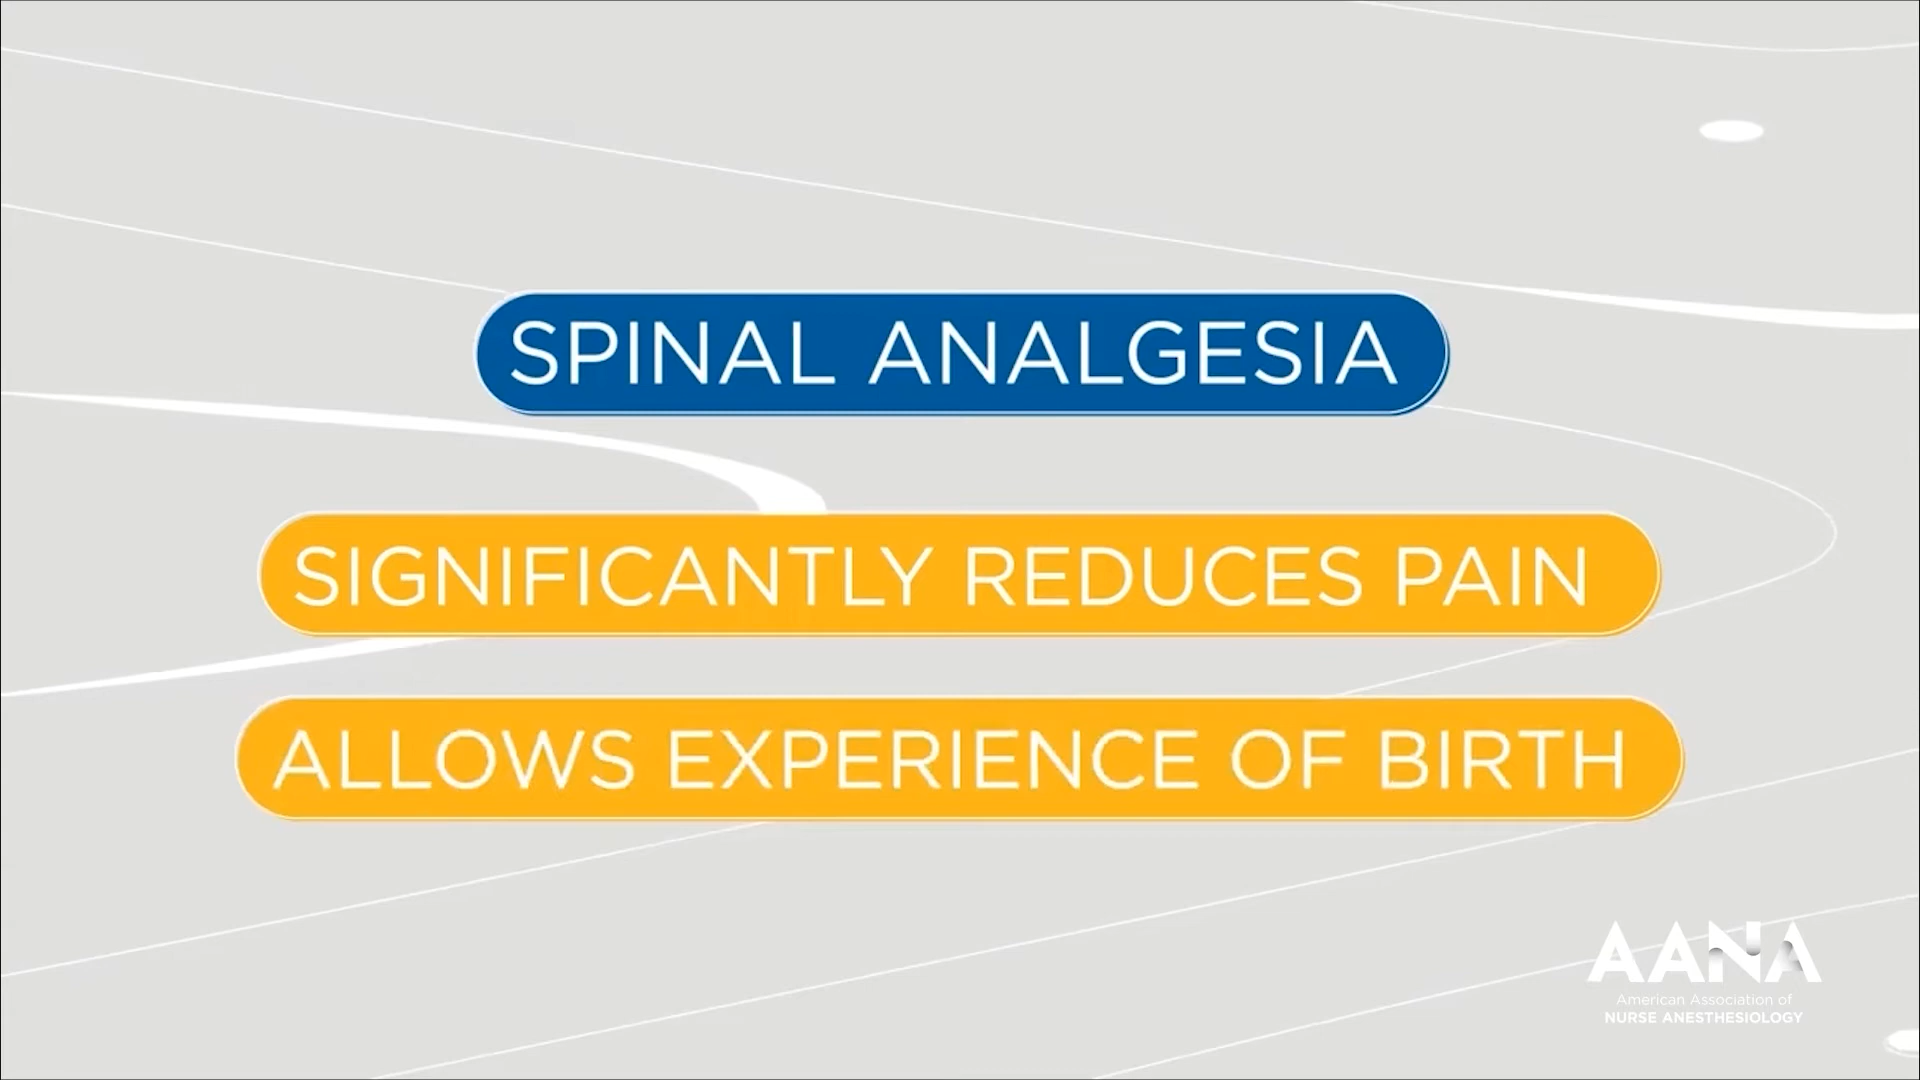 SPINAL ANALGESIA
SIGNIFICANTLY REDUCES PAIN
ALLOWS EXPERIENCE OF BIRTH
AANA
American Association of
NURSE ANESTHESIOLOGY